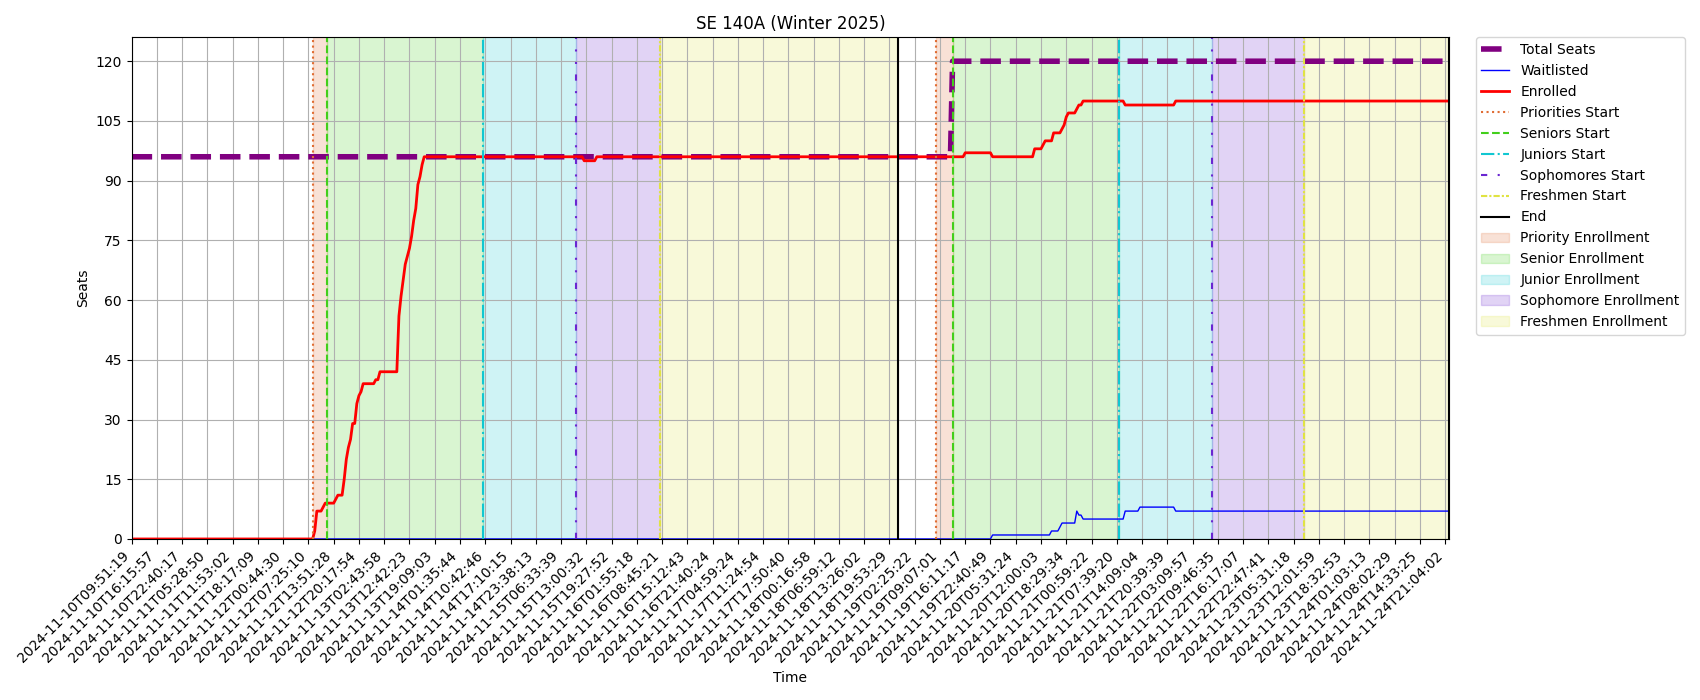 SE 140A (Winter 2025)
Seats
120
105
90
75
60
45
30
15
0
2024-11-10T09:51:19
2024-11-10T16:15:57
2024-11-10T22:40:17
2024-11-11T05:28:50
2024-11-11T11:53:02
2024-11-11T18:17:09
2024-11-12T00:44:30
2024-11-12T07:25:10
2024-11-12T13:51:28
2024-11-12T20:17:54
2024-11-13T02:43:58
2024-11-13T12:42:23
2024-11-13T19:09:03
2024-11-14T01:35:44
2024-11-14T10:42:46
2024-11-14T17:10:15
2024-11-14T23:38:13
2024-11-15T06:33:39
2024-11-15T13:00:32
2024-11-15T19:27:52
2024-11-16T01:55:18
2024-11-16T08:45:21
2024-11-16T15:12:43
2024-11-16T21:40:24
2024-11-17T04:59:24
2024-11-17T11:24:54
2024-11-17T17:50:40
2024-11-18T00:16:58
2024-11-18T06:59:12
2024-11-18T13:26:02
2024-11-18T19:53:29
2024-11-19T02:25:22
2024-11-19T09:07:01
2024-11-19T16:11:17
2024-11-19T22:40:49
2024-11-20T05:31:24
2024-11-20T12:00:03
2024-11-20T18:29:34
2024-11-21T00:59:22
2024-11-21T07:39:20
2024-11-21T14:09:04
2024-11-21T20:39:39
2024-11-22T03:09:57
2024-11-22T09:46:35
2024-11-22T16:17:07
2024-11-22T22:47:41
2024-11-23T05:31:18
2024-11-23T12:01:59
2024-11-23T18:32:53
2024-11-24T01:03:13
2024-11-24T08:02:29
2024-11-24T14:33:25
2024-11-24T21:04:02
Time
Total Seats
Waitlisted
Enrolled
Priorities Start
Seniors Start
Juniors Start
Sophomores Start
Freshmen Start
End
Priority Enrollment
Senior Enrollment
Junior Enrollment
Sophomore Enrollment
Freshmen Enrollment